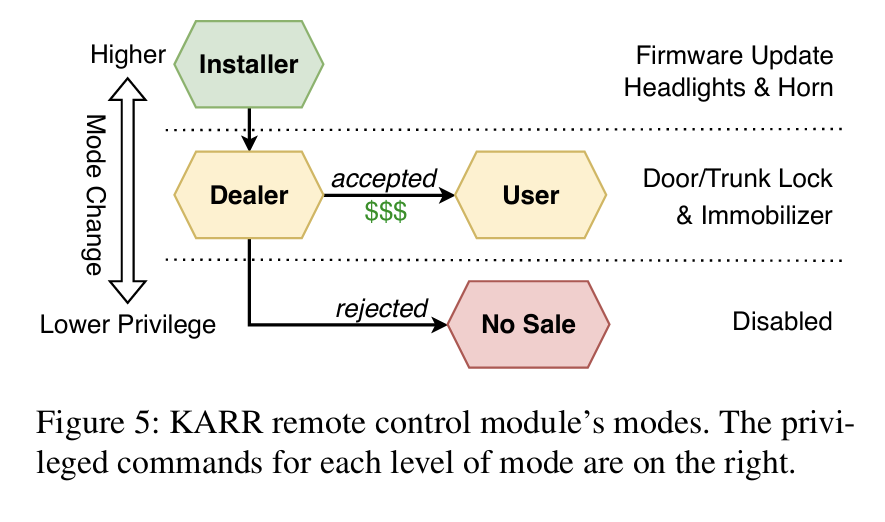 Higher
Installer
Firmware Update
Headlights & Horn
Mode Change
Dealer
accepted
$$$
User
Door/Trunk Lock
& Immobilizer
Lower Privilege
rejected
No Sale
Disabled
Figure 5: KARR remote control module's modes. The privi-
leged commands for each level of mode are on the right.